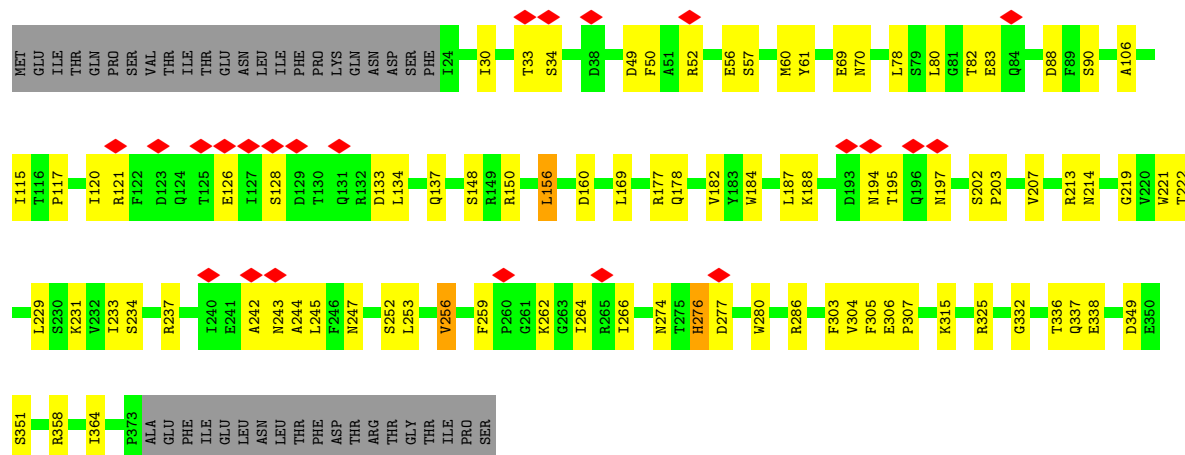 MET GLU ILE THR GLN PRO SER VAL THR ILE THR GLU ASN LEU ILE ILE PHE PRO LYS GLN ASN ASP SER PHE I24 I30 T33 S34 D38 D49 F50 A51 R52 E56 S57 M60 Y61 E69 N70 L78 S79 L80 G81 T82 E83 Q84 D88 F89 S90 A106
I115 T116 P117 I120 R121 F122 D123 Q124 T125 E126 I127 S128 D129 T130 Q131 R132 D133 L134 Q137 S148 R149 R150 L156 D160 L169 R177 Q178 V182 Y183 W184 L187 K188 D193 N194 T195 Q196 N197 S202 P203 V207 R213 N214 G219 V220 W221 T222
L229 S230 K231 V232 I233 S234 R237 I240 E241 A242 N243 A244 L245 F246 N247 S252 L253 V256 F259 P260 G261 K262 G263 I264 R265 I266 N274 T275 H276 D277 W280 R286 F303 V304 F305 E306 P307 K315 R325 G332 T336 Q337 E338 D349 E350
S351 R358 I364 P373 ALA GLU PHE ILE GLU LEU ASN LEU THR PHE ASP THR ARG THR GLY THR ILE PRO SER